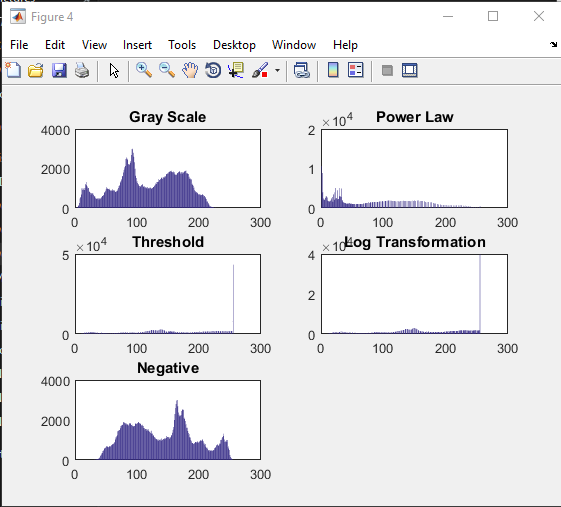 Figure 4
File Edit View Insert Tools Desktop Window Help
Gray Scale
4000
2000
0
0 100 200 300
×10^4 Power Law
2
1
0
0 100 200 300
Threshold
×10^4
5
0
0 100 200 300
×10^4 Log Transformation
4
2
0
0 100 200 300
Negative
4000
2000
0
0 100 200 300